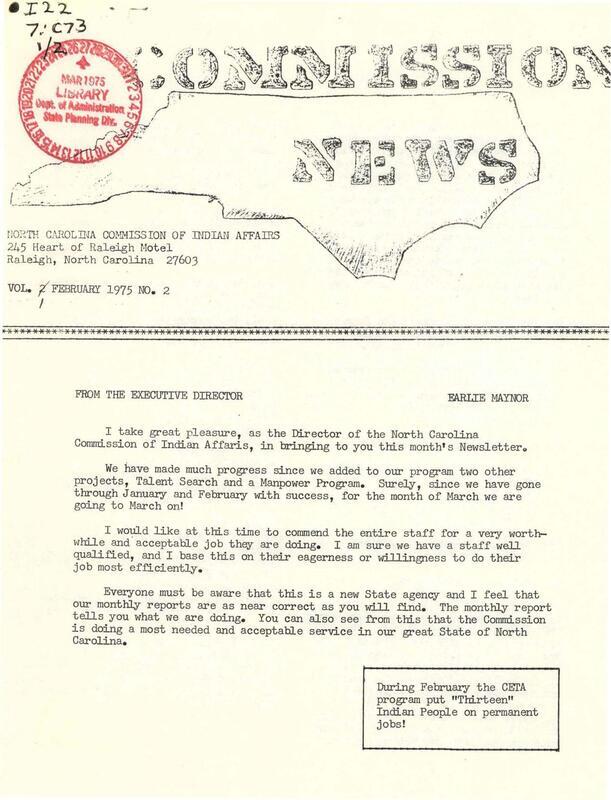 I22
7:C73
1/2
COMMISSION
NEWS
MAR 1975
LIBRARY
Dept. of Administration
State Planning Div.
NORTH CAROLINA COMMISSION OF INDIAN AFFAIRS
245 Heart of Raleigh Motel
Raleigh, North Carolina 27603
VOL. 2 FEBRUARY 1975 NO. 2
1
FROM THE EXECUTIVE DIRECTOR EARLIE MAYNOR
I take great pleasure, as the Director of the North Carolina
Commission of Indian Affaris, in bringing to you this month's Newsletter.
We have made much progress since we added to our program two other
projects, Talent Search and a Manpower Program. Surely, since we have gone
through January and February with success, for the month of March we are
going to March on!
I would like at this time to commend the entire staff for a very worth-
while and acceptable job they are doing. I am sure we have a staff well
qualified, and I base this on their eagerness or willingness to do their
job most efficiently.
Everyone must be aware that this is a new State agency and I feel that
our monthly reports are as near correct as you will find. The monthly report
tells you what we are doing. You can also see from this that the Commission
is doing a most needed and acceptable service in our great State of North
Carolina.
During February the CETA
program put "Thirteen"
Indian People on permanent
jobs!